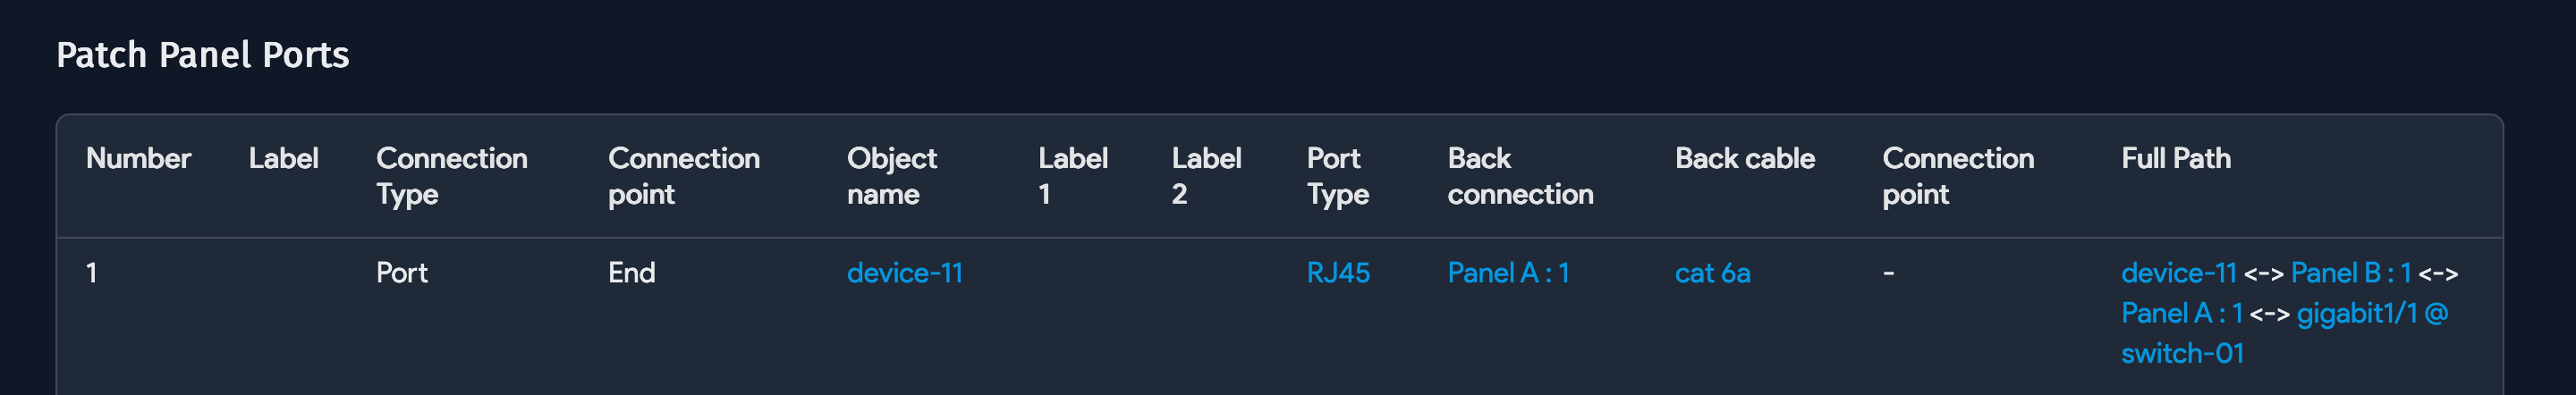 Patch Panel Ports
Number Label Connection Type Connection point Object name Label 1 Label 2 Port Type Back connection Back cable Connection point Full Path
1 Port End device-11 RJ45 Panel A : 1 cat 6a - device-11 <-> Panel B : 1 <->
Panel A : 1 <-> gigabit1/1 @
switch-01